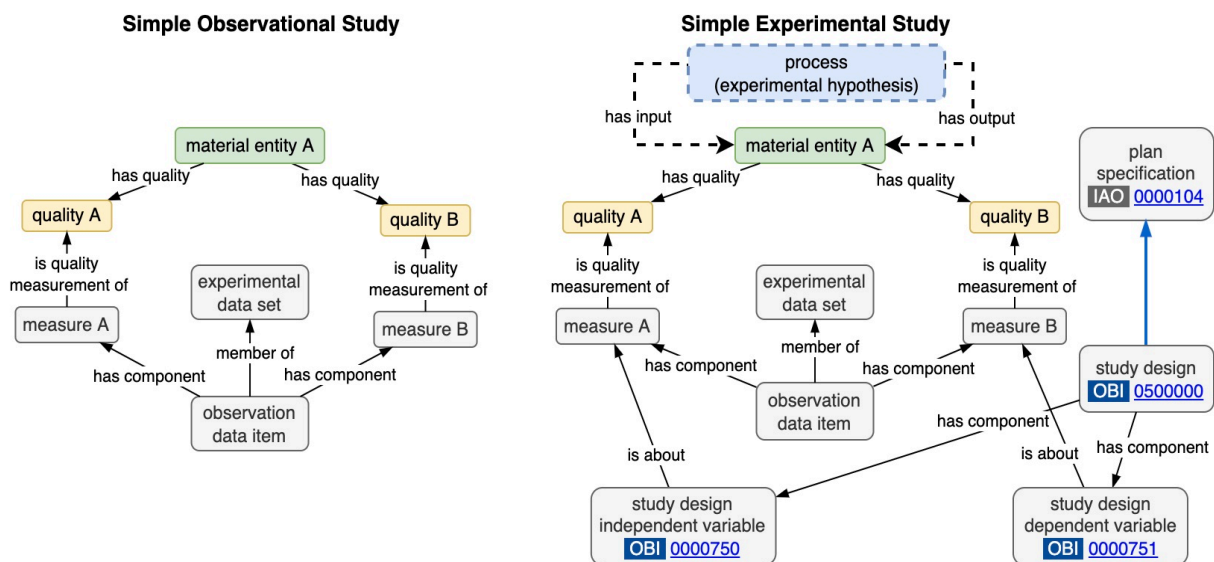 Simple Observational Study
material entity A
has quality
has quality
quality A
quality B
is quality
measurement of
is quality
measurement of
experimental
data set
measure A
measure B
member of
has component
has component
observation
data item
Simple Experimental Study
process
(experimental hypothesis)
has input
has output
material entity A
has quality
has quality
quality A
quality B
is quality
measurement of
is quality
measurement of
experimental
data set
measure A
measure B
member of
has component
has component
observation
data item
plan
specification
IAO 0000104
study design
OBI 0500000
has component
has component
is about
is about
study design
independent variable
OBI 0000750
study design
dependent variable
OBI 0000751